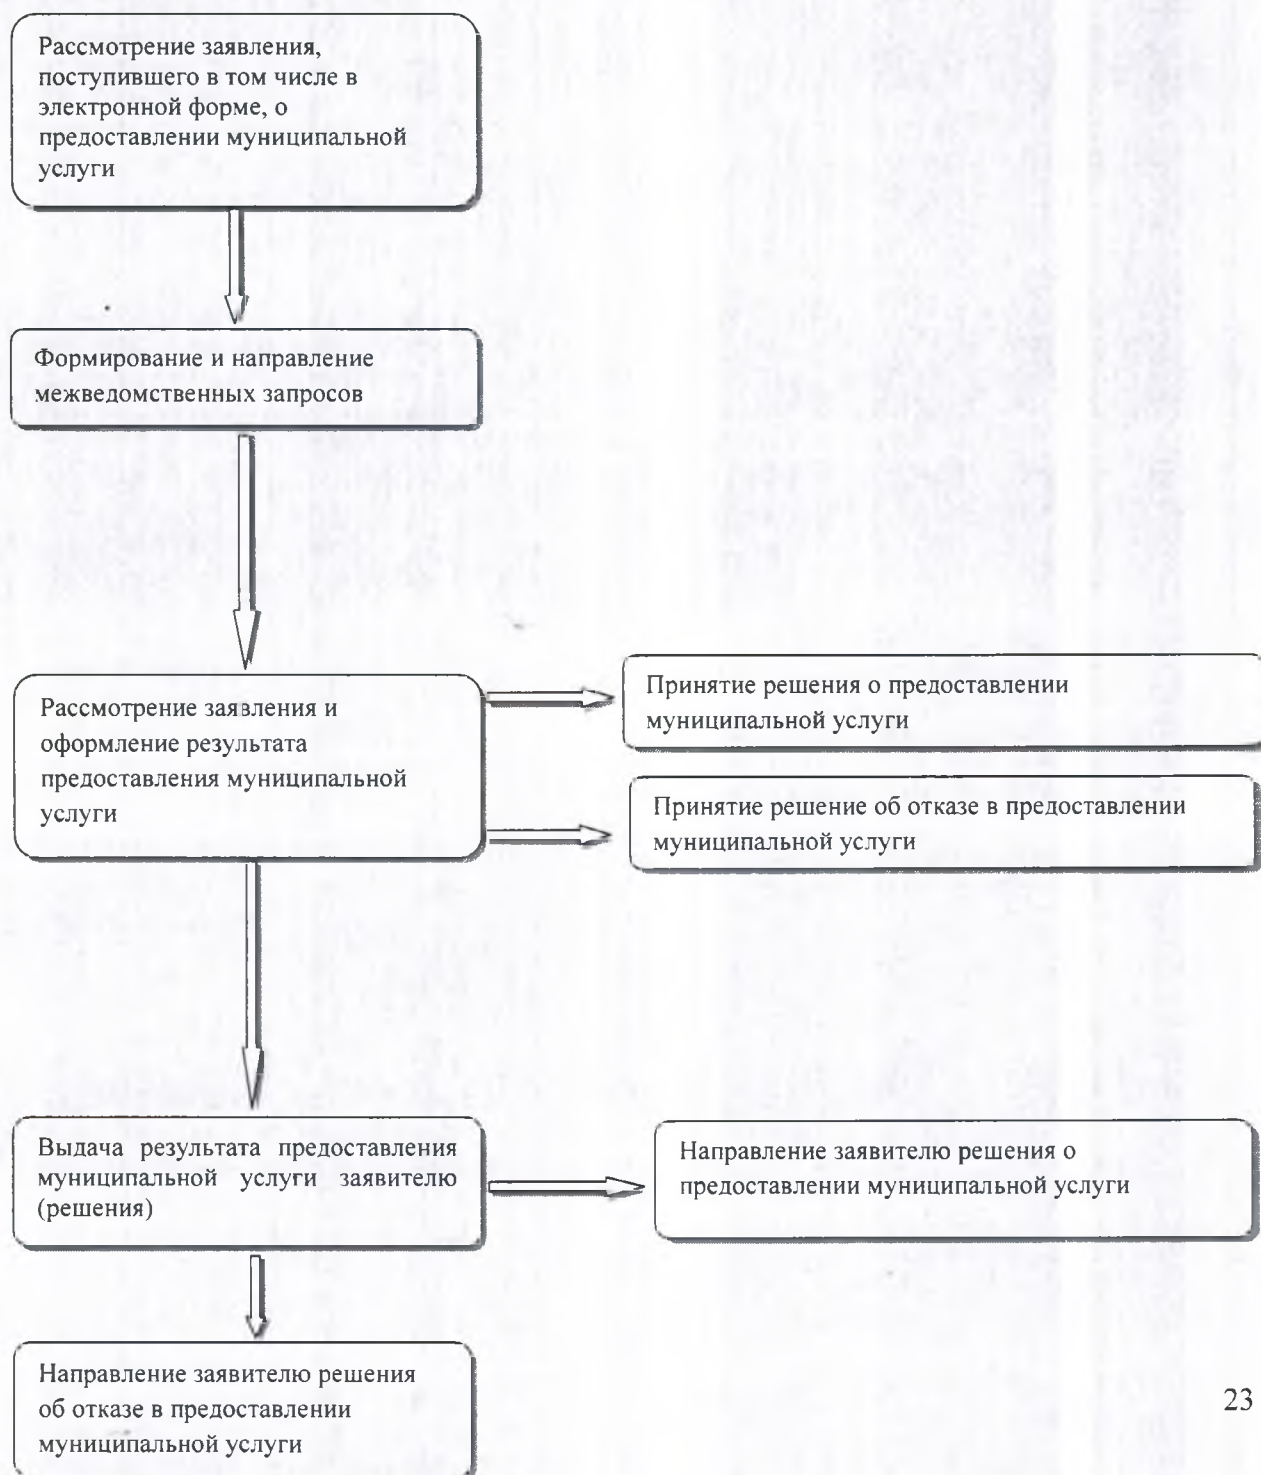 Рассмотрение заявления,
поступившего в том числе в
электронной форме, о
предоставлении муниципальной
услуги
Формирование и направление
межведомственных запросов
Рассмотрение заявления и
оформление результата
предоставления муниципальной
услуги
Принятие решения о предоставлении
муниципальной услуги
Принятие решение об отказе в предоставлении
муниципальной услуги
Выдача результата предоставления
муниципальной услуги заявителю
(решения)
Направление заявителю решения о
предоставлении муниципальной услуги
Направление заявителю решения
об отказе в предоставлении
муниципальной услуги
23